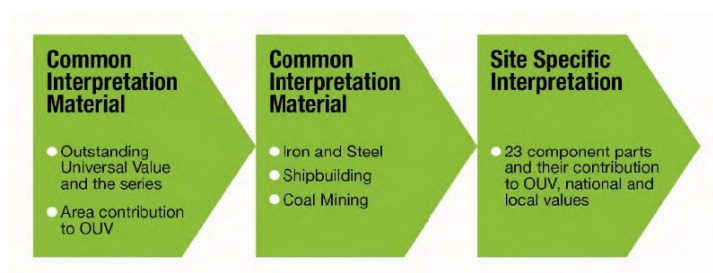 Common
Interpretation
Material
Outstanding
Universal Value
and the series
Area contribution
to OUV
Common
Interpretation
Material
Iron and Steel
Shipbuilding
Coal Mining
Site Specific
Interpretation
23 component parts
and their contribution
to OUV, national and
local values